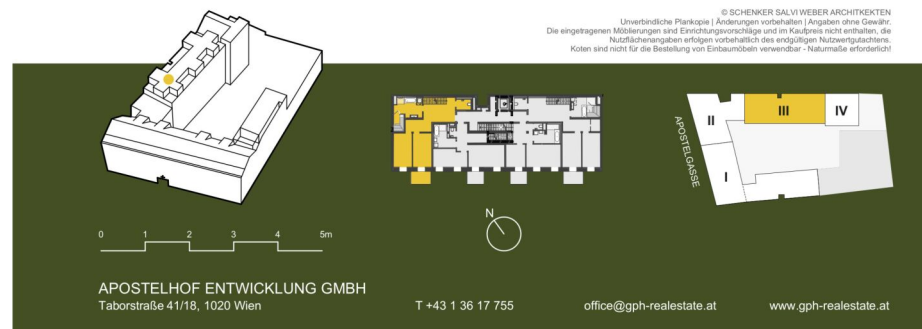 © SCHENKER SALVI WEBER ARCHITKEKTEN
Unverbindliche Plankopie | Änderungen vorbehalten | Angaben ohne Gewähr.
Die eingetragenen Möblierungen sind Einrichtungsvorschläge und im Kaufpreis nicht enthalten, die
Nutzflächenangaben erfolgen vorbehaltlich des endgültigen Nutzwertgutachtens.
Koten sind nicht für die Bestellung von Einbaumöbeln verwendbar - Naturmaße erforderlich!
II
III
IV
APOSTELGASSE
I
N
0 1 2 3 4 5m
APOSTELHOF ENTWICKLUNG GMBH
Taborstraße 41/18, 1020 Wien
T +43 1 36 17 755
office@gph-realestate.at
www.gph-realestate.at